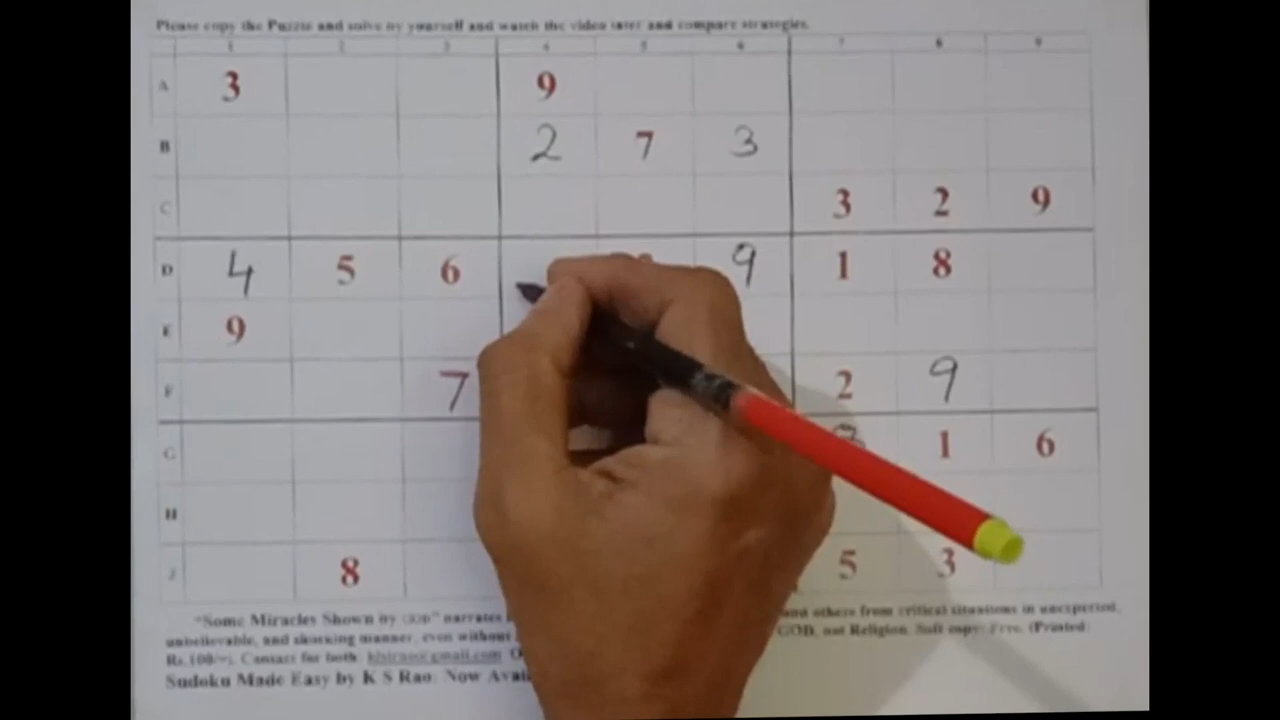 Please copy the Puzzle and solve by yourself and watch the video later and compare strategies.
1 2 3 4 5 6 7 8 9
A 3 9
B 2 7 3
C 3 2 9
D 4 5 6 9 1 8
E 9
F 7 2 9
G 1 6
H
J 8 5 3
"Some Miracles Shown by GOD" narrates and others from critical situations in unexpected,
unbelievable, and shocking manner, even without GOD, not Religion. Soft copy: Free. (Printed:
Rs.100/-). Contact for both:
Sudoku Made Easy by K S Rao: Now Avai